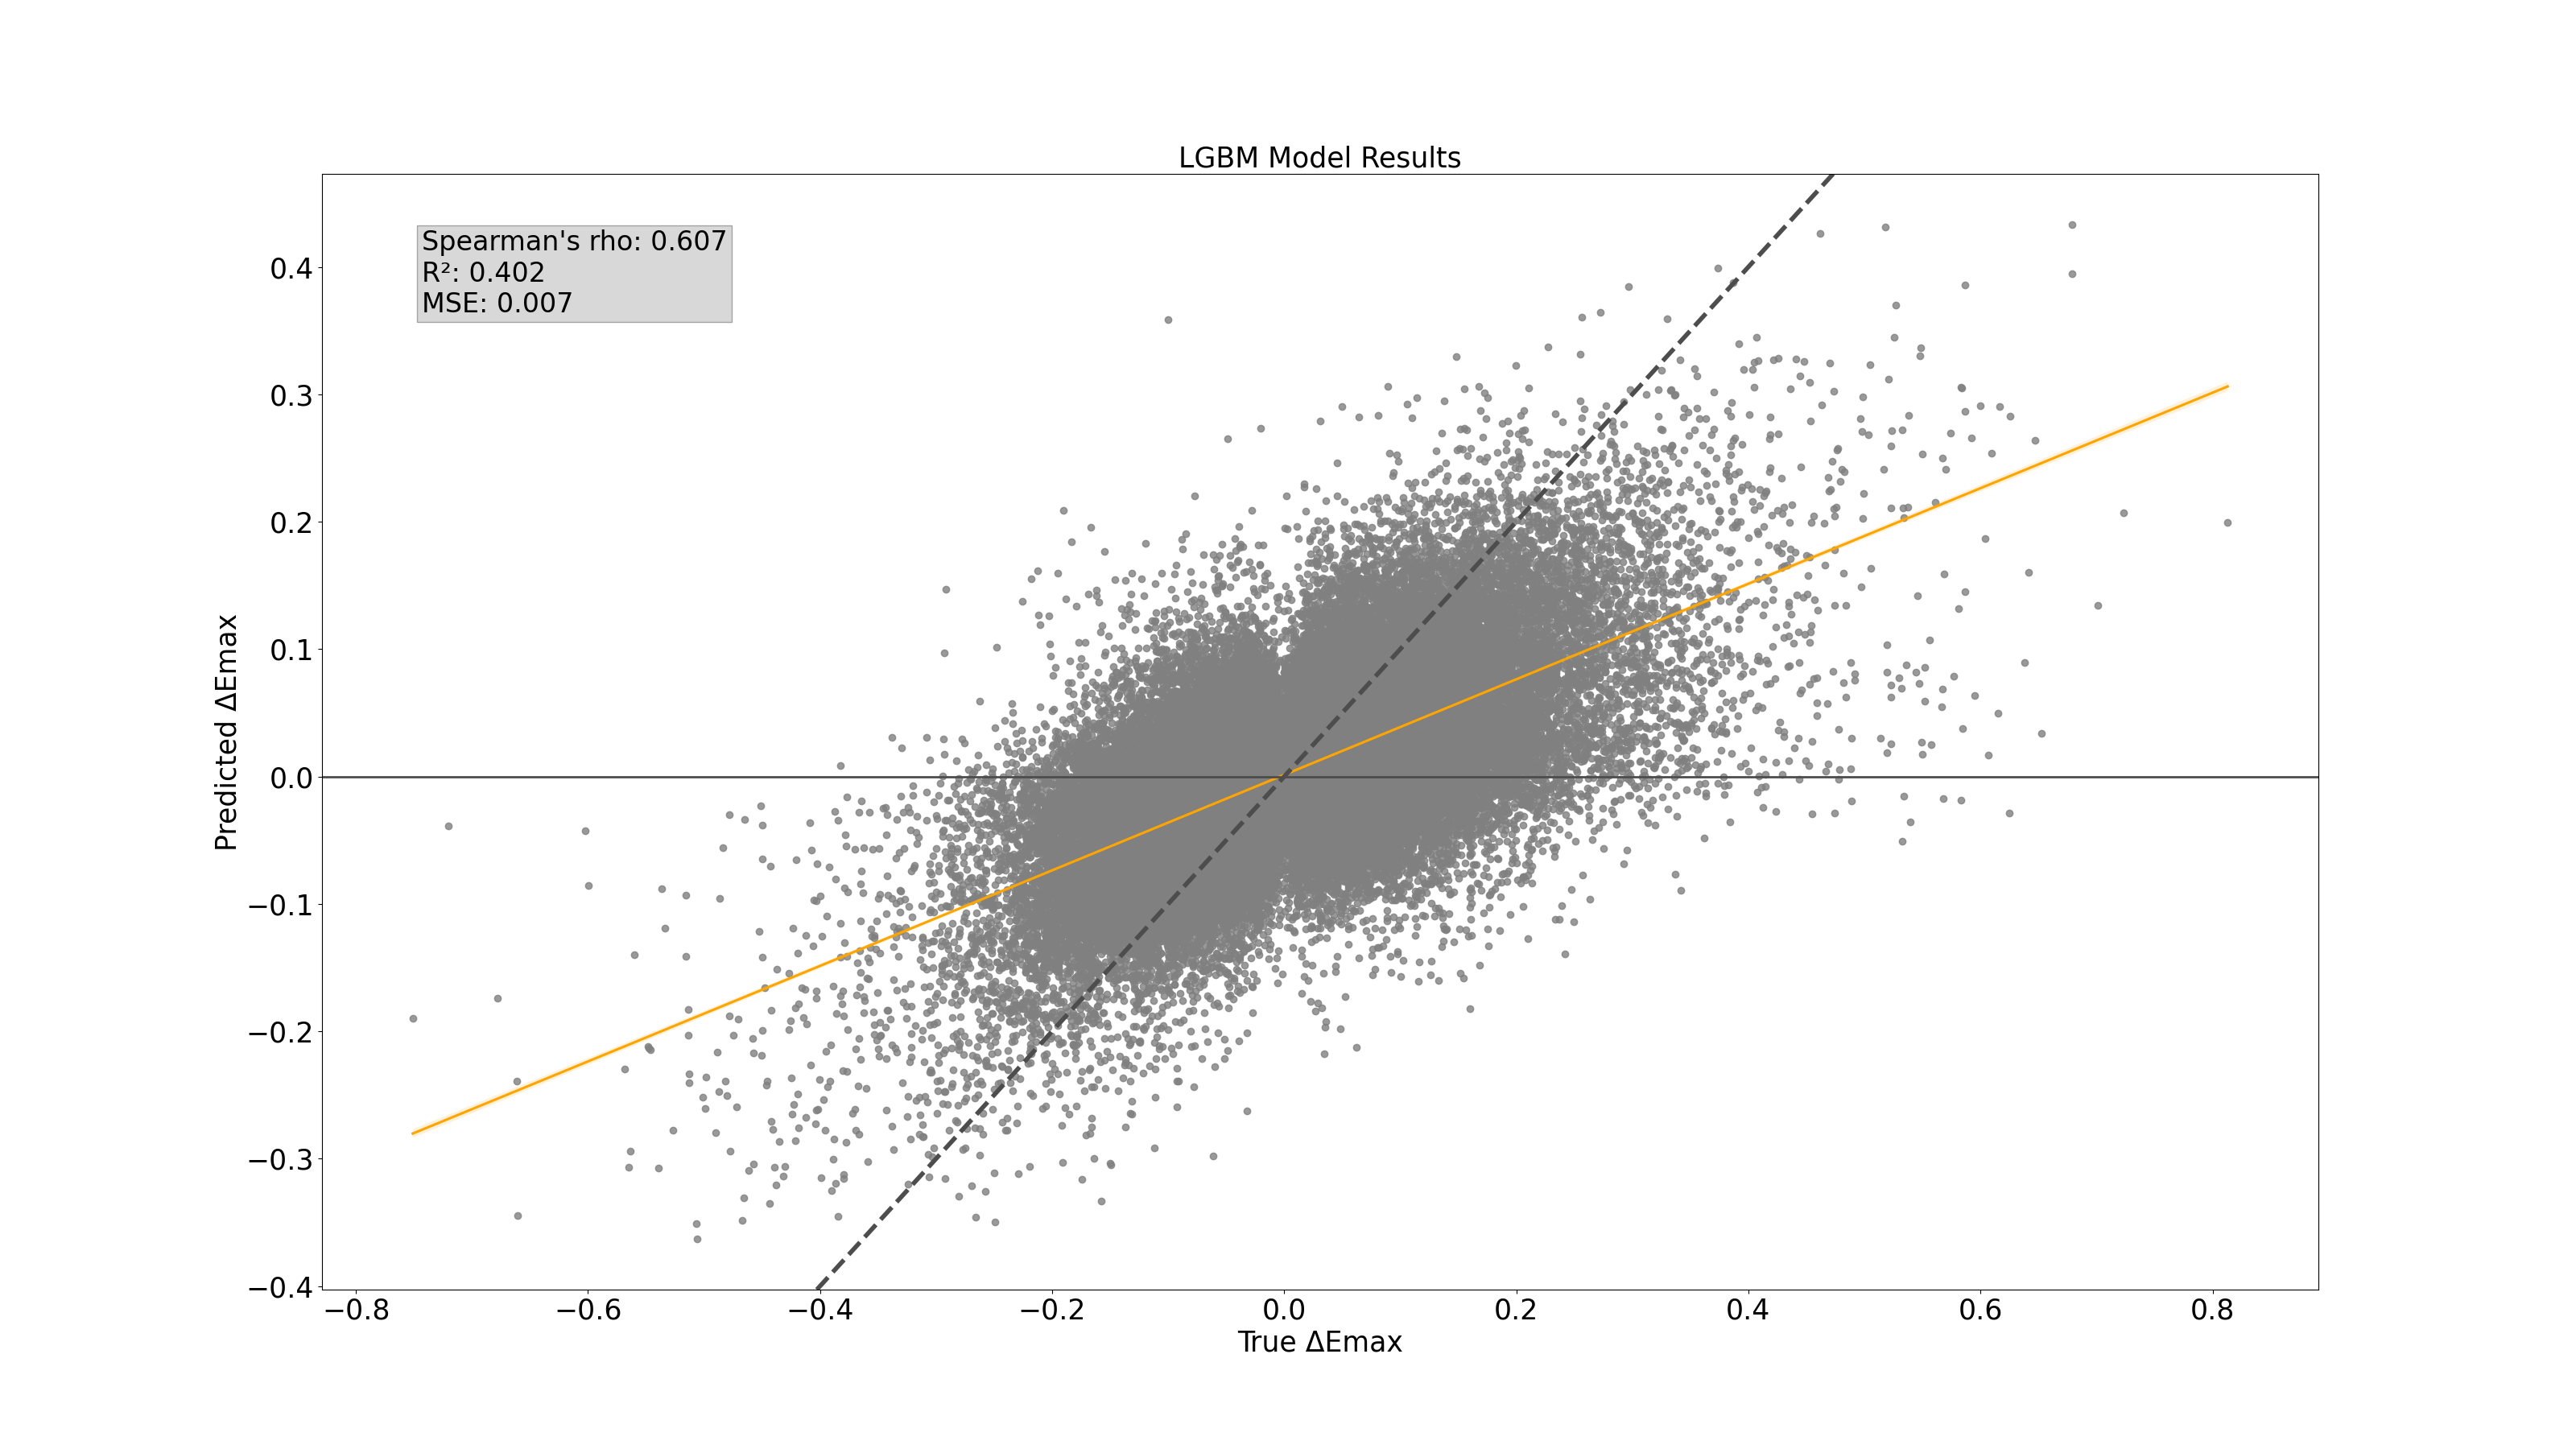 LGBM Model Results
Spearman's rho: 0.607
R²: 0.402
MSE: 0.007
Predicted ΔEmax
0.4
0.3
0.2
0.1
0.0
−0.1
−0.2
−0.3
−0.4
−0.8 −0.6 −0.4 −0.2 0.0 0.2 0.4 0.6 0.8
True ΔEmax